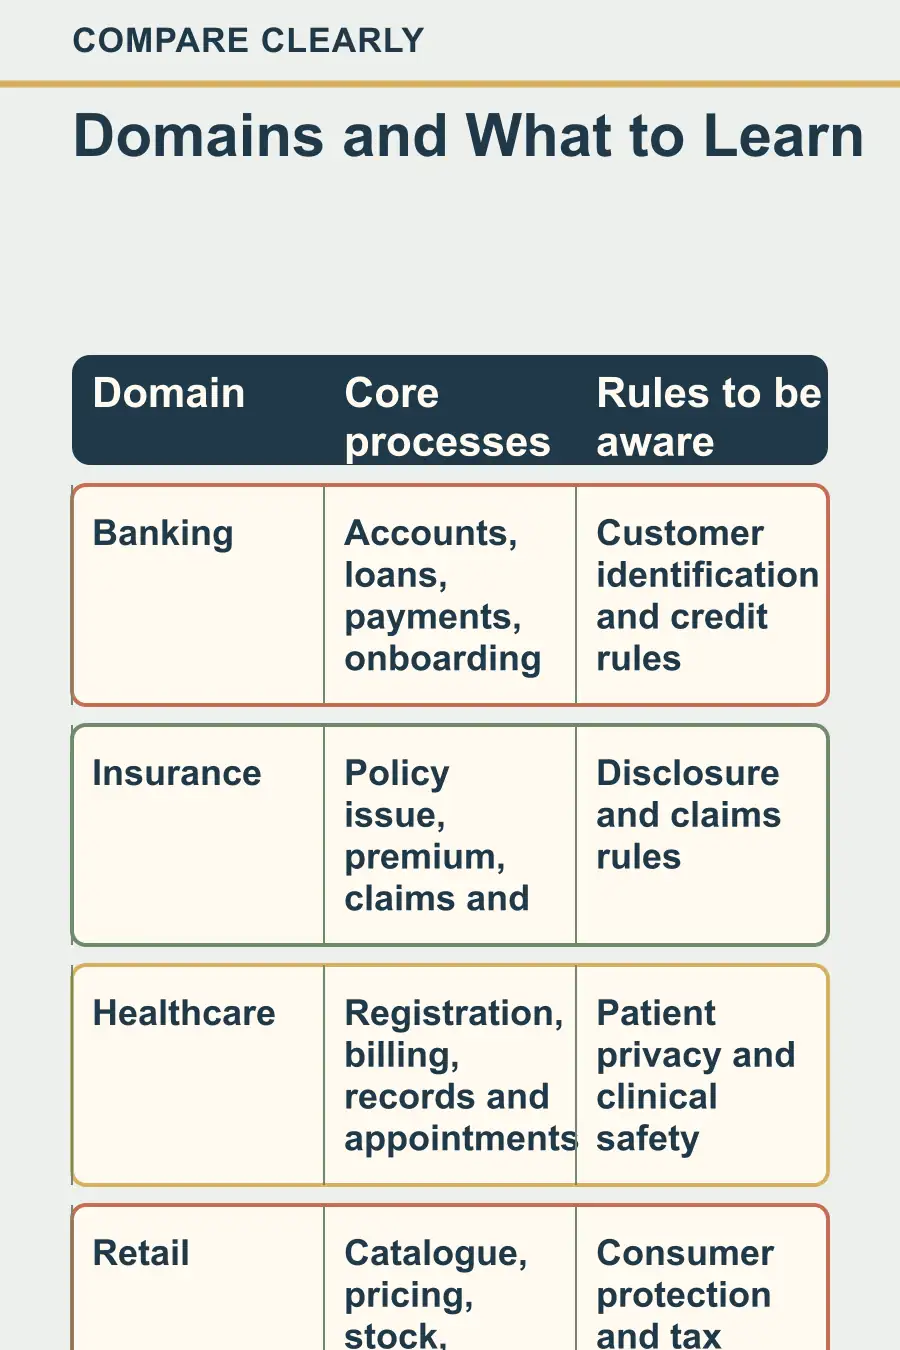 COMPARE CLEARLY
Domains and What to Learn
Domain
Core
processes
Rules to be
aware
Banking
Accounts,
loans,
payments,
onboarding
Customer
identification
and credit
rules
Insurance
Policy
issue,
premium,
claims and
Disclosure
and claims
rules
Healthcare
Registration,
billing,
records and
appointments
Patient
privacy and
clinical
safety
Retail
Catalogue,
pricing,
stock,
Consumer
protection
and tax